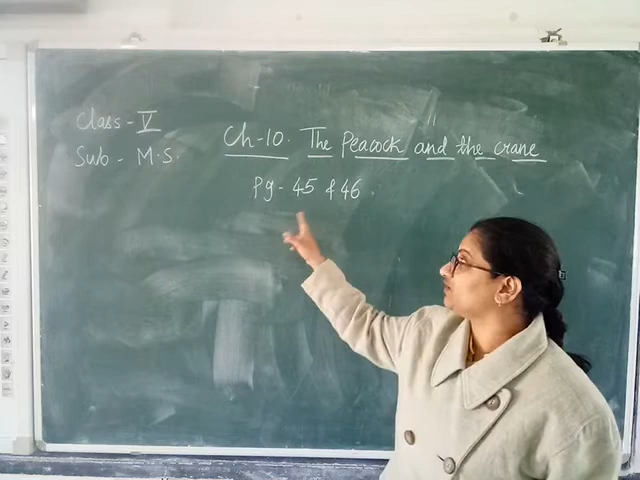 Class - V
Sub - M.S.
Ch-10. The Peacock and the crane
Pg - 45 & 46.